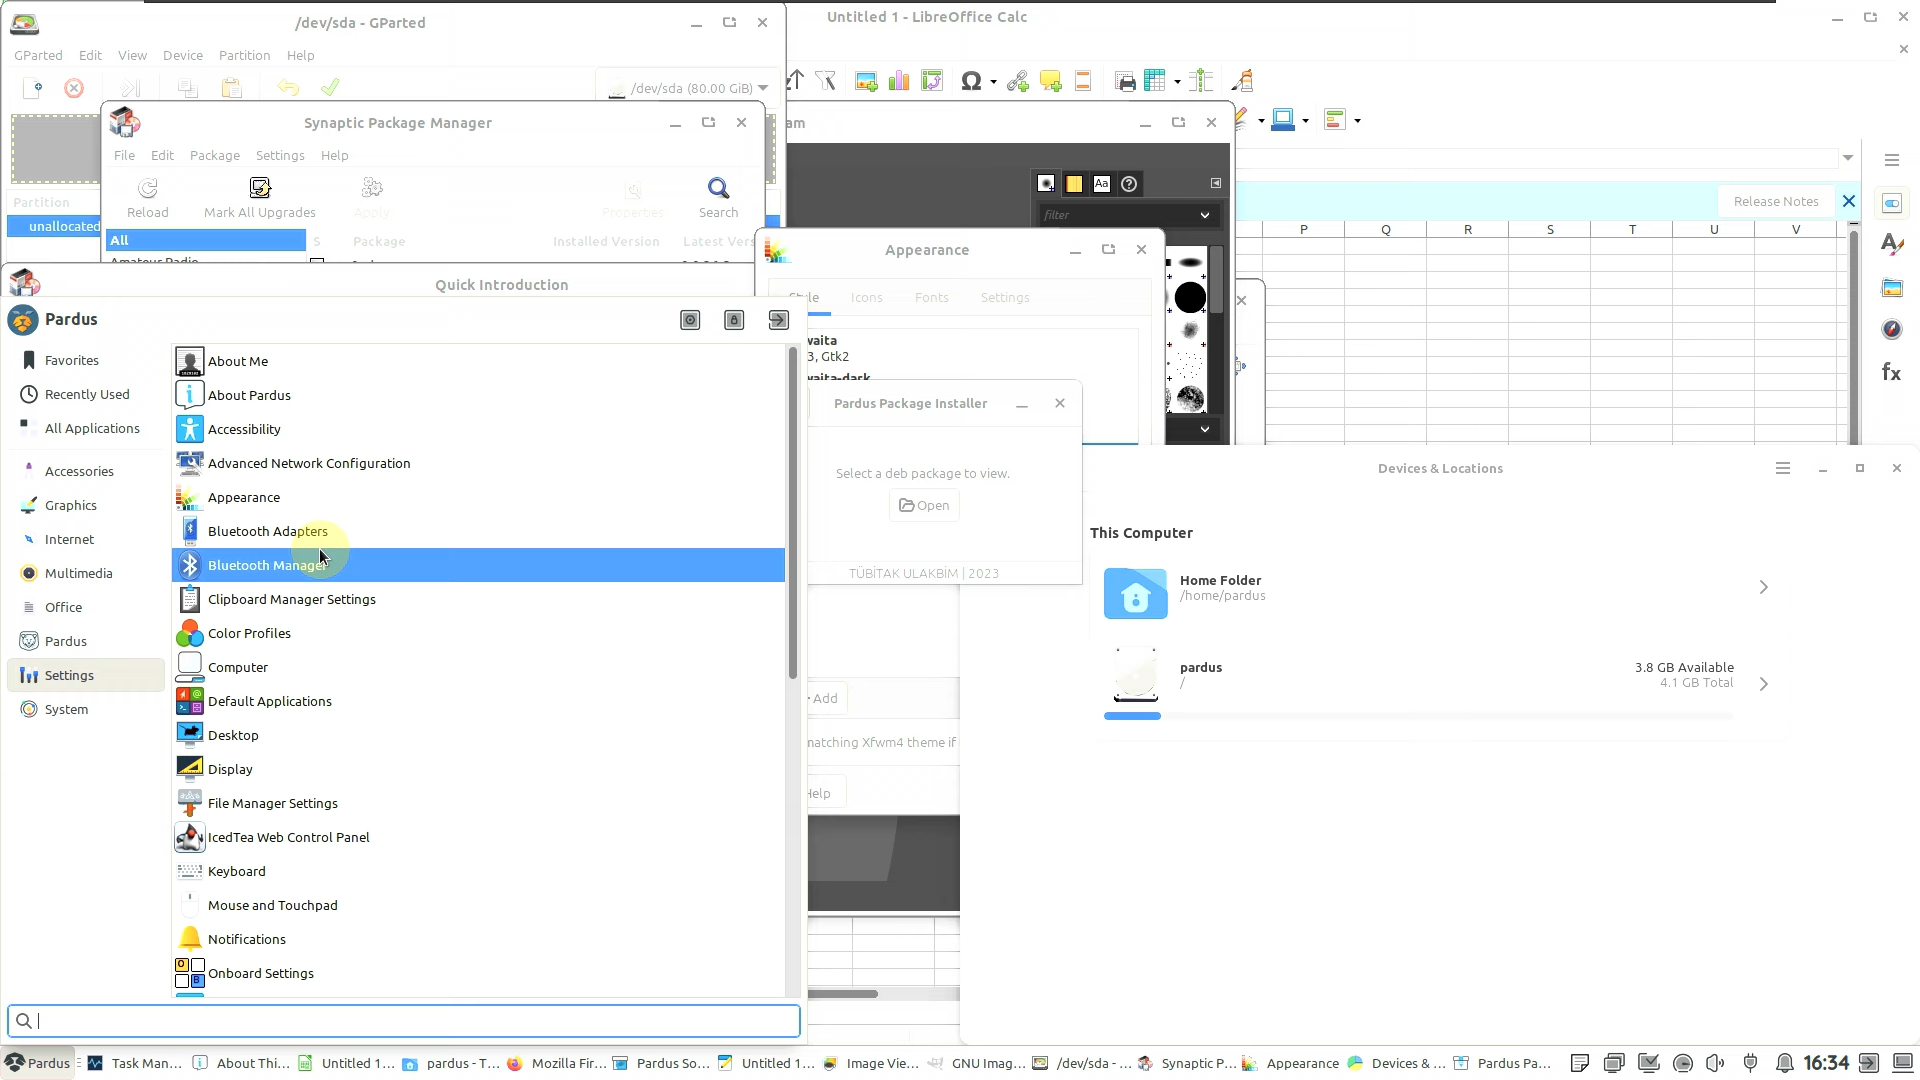 /dev/sda - GParted
Untitled 1 - LibreOffice Calc
GParted Edit View Device Partition Help
/dev/sda (80.00 GiB)
Synaptic Package Manager
am
File Edit Package Settings Help
Reload Mark All Upgrades Apply Properties Search
Partition
unallocated
All S Package Installed Version Latest Vers
Amateur Radio
filter
Release Notes
P Q R S T U V
Appearance
Style Icons Fonts Settings
Quick Introduction
Pardus
Favorites
Recently Used
All Applications
Accessories
Graphics
Internet
Multimedia
Office
Pardus
Settings
System
About Me
About Pardus
Accessibility
Advanced Network Configuration
Appearance
Bluetooth Adapters
Bluetooth Manager
Clipboard Manager Settings
Color Profiles
Computer
Default Applications
Desktop
Display
File Manager Settings
IcedTea Web Control Panel
Keyboard
Mouse and Touchpad
Notifications
Onboard Settings
waita
3, Gtk2
waita-dark
Pardus Package Installer
Select a deb package to view.
Open
TÜBİTAK ULAKBİM | 2023
Add
matching Xfwm4 theme if
Help
Devices & Locations
This Computer
Home Folder
/home/pardus
pardus
/
3.8 GB Available
4.1 GB Total
Pardus Task Man... About Thi... Untitled 1... pardus - T... Mozilla Fir... Pardus So... Untitled 1... Image Vie... GNU Imag... /dev/sda - ... Synaptic P... Appearance Devices & ... Pardus Pa... 16:34